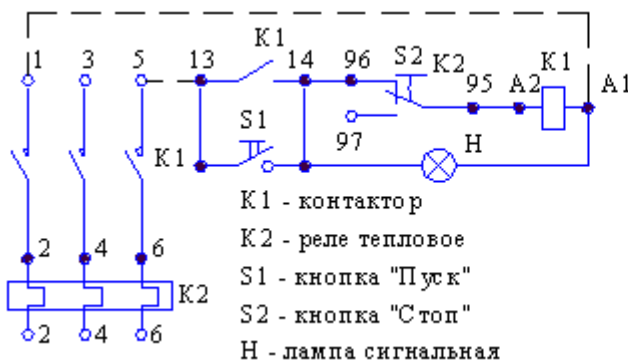 K1
1 3 5 13 14 96 S2 K2 95 A2 K1 A1
S1
97
H
K1
2 4 6
K2
2 4 6
K1 - контактор
K2 - реле тепловое
S1 - кнопка "Пуск"
S2 - кнопка "Стоп"
H - лампа сигнальная